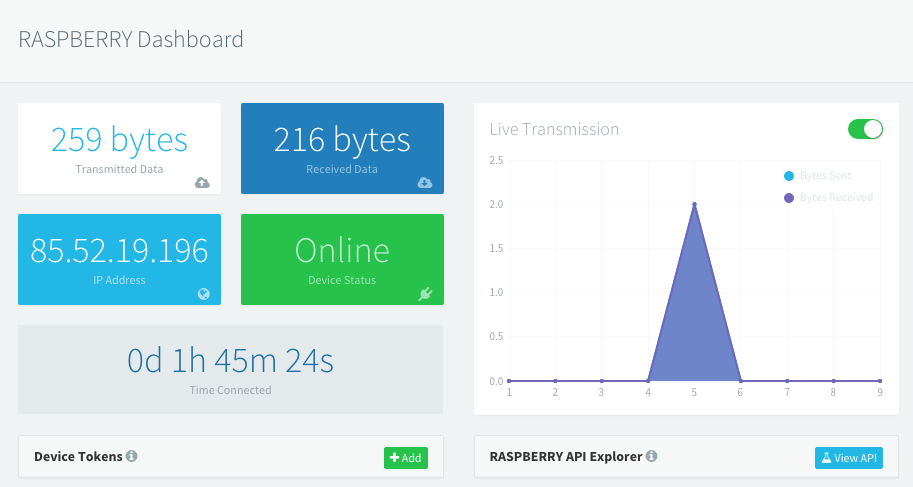 RASPBERRY Dashboard
259 bytes
Transmitted Data
216 bytes
Received Data
85.52.19.196
IP Address
Online
Device Status
0d 1h 45m 24s
Time Connected
Live Transmission
2.5
2.0
1.5
1.0
0.5
0.0
1 2 3 4 5 6 7 8 9
Bytes Sent
Bytes Received
Device Tokens
Add
RASPBERRY API Explorer
View API